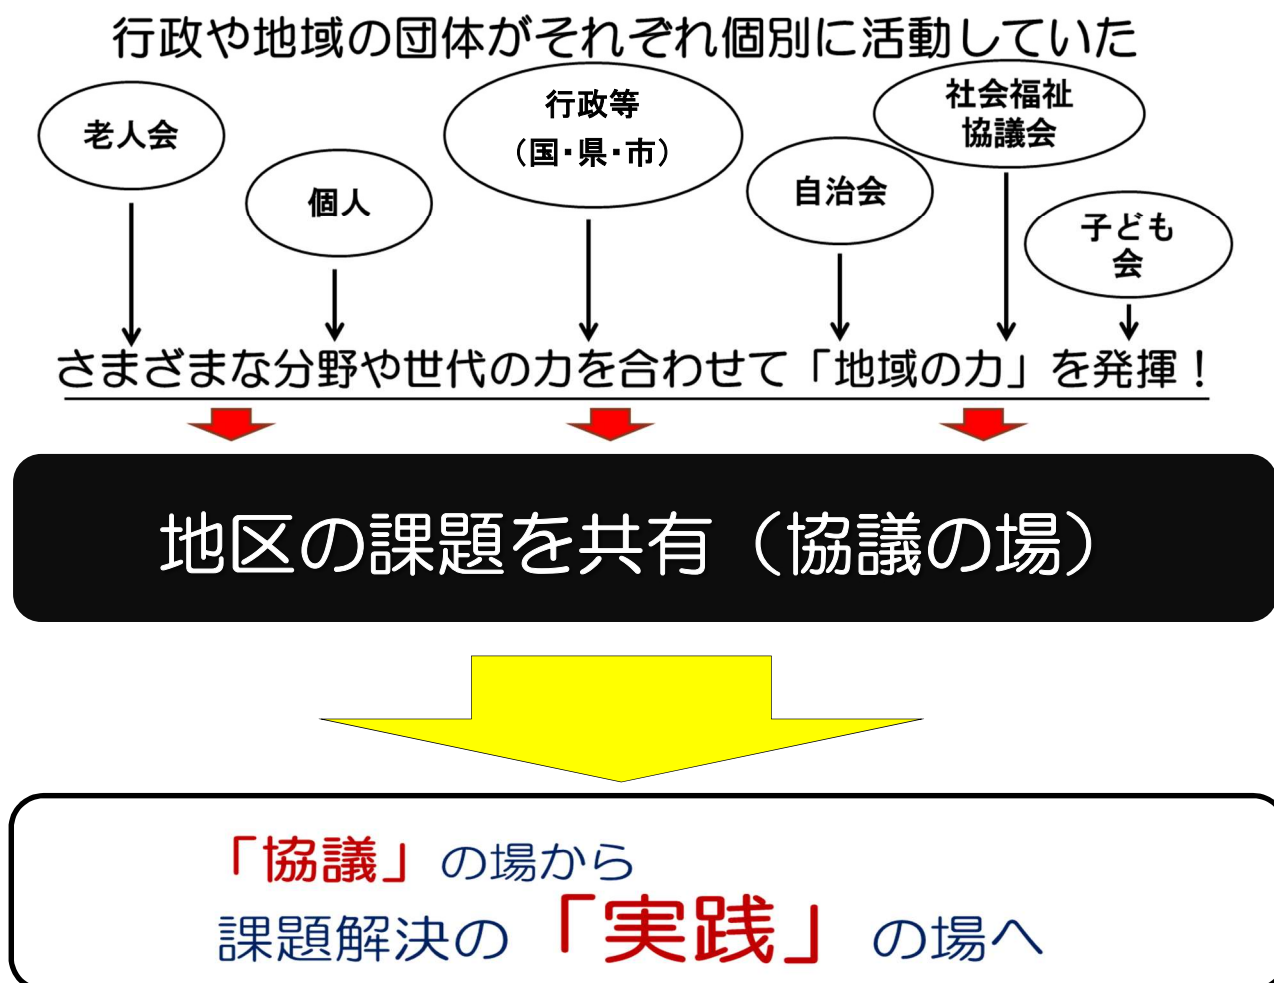 行政や地域の団体がそれぞれ個別に活動していた
老人会
個人
行政等
（国・県・市）
自治会
社会福祉
協議会
子ども
会
さまざまな分野や世代の力を合わせて「地域の力」を発揮！
地区の課題を共有（協議の場）
「協議」の場から
課題解決の「実践」の場へ